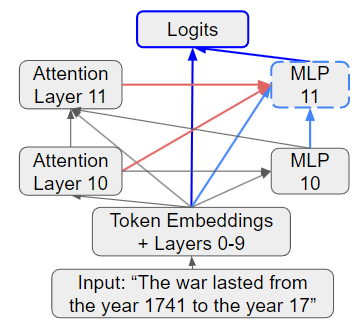 Logits
Attention
Layer 11
MLP
11
Attention
Layer 10
MLP
10
Token Embeddings
+ Layers 0-9
Input: “The war lasted from
the year 1741 to the year 17”